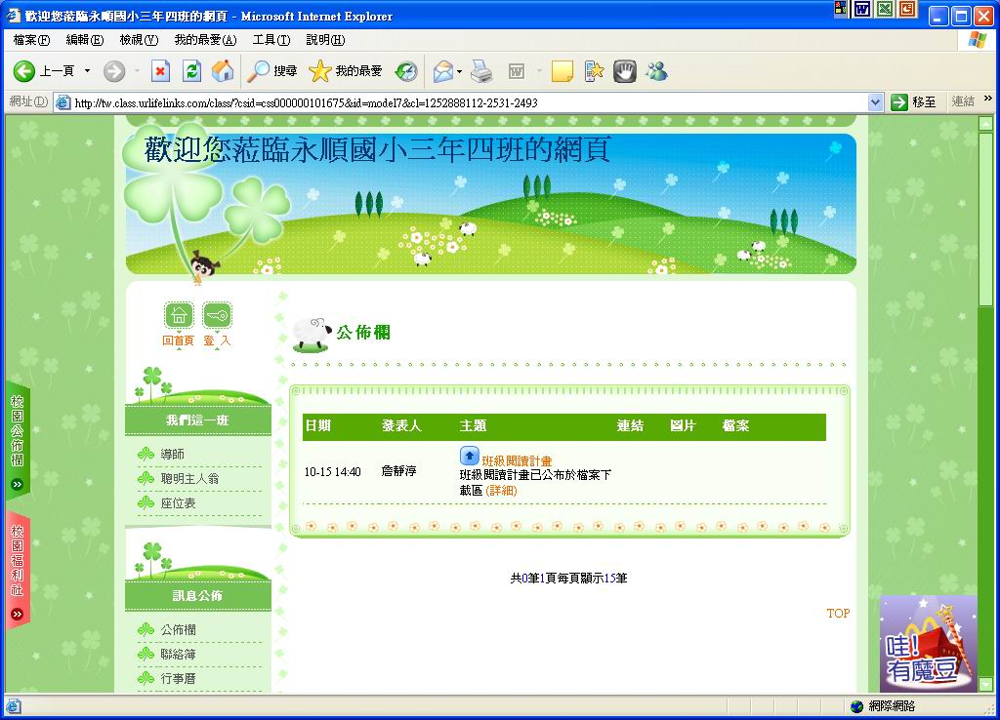 歡迎您蒞臨永順國小三年四班的網頁 - Microsoft Internet Explorer
檔案(F) 編輯(E) 檢視(V) 我的最愛(A) 工具(T) 說明(H)
上一頁 搜尋 我的最愛
網址(D) http://tw.class.urlifelinks.com/class/?csid=css000000101675&id=model7&cl=1252888112-2531-2493 移至 連結 »
歡迎您蒞臨永順國小三年四班的網頁
回首頁 登 入
公佈欄
校園公佈欄
校園福利社
我們這一班
導師
聰明主人翁
座位表
訊息公佈
公佈欄
聯絡簿
行事曆
日期 發表人 主題 連結 圖片 檔案
10-15 14:40 詹靜淳 班級閱讀計畫
班級閱讀計畫已公布於檔案下
載區 (詳細)
共0筆1頁每頁顯示15筆
TOP
哇!
有魔豆
網際網路